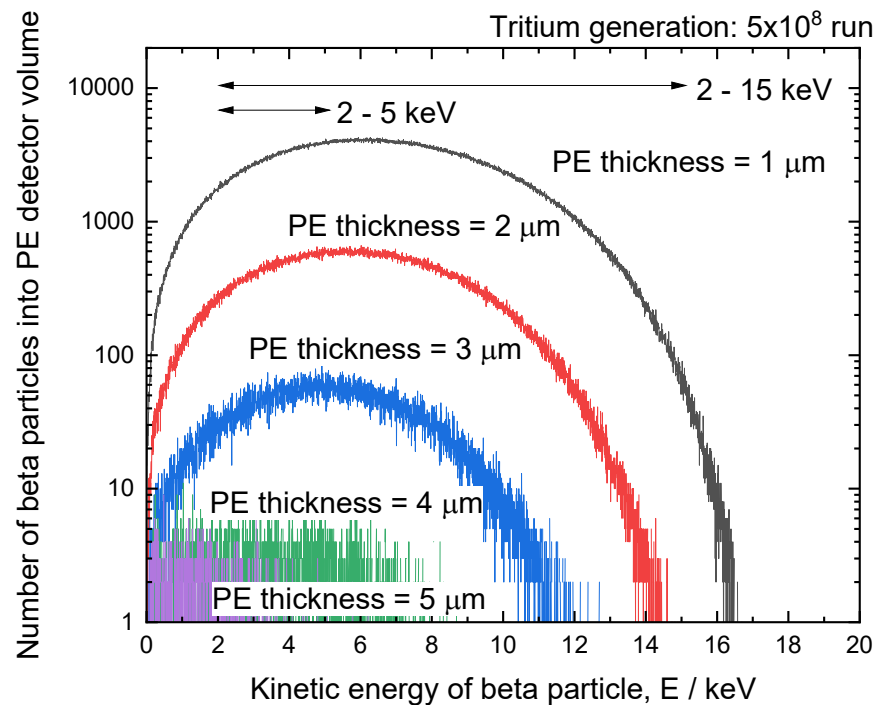 Tritium generation: 5x10⁸ run
Number of beta particles into PE detector volume
10000
1000
100
10
1
2 - 15 keV
2 - 5 keV
PE thickness = 1 μm
PE thickness = 2 μm
PE thickness = 3 μm
PE thickness = 4 μm
PE thickness = 5 μm
0 2 4 6 8 10 12 14 16 18 20
Kinetic energy of beta particle, E / keV